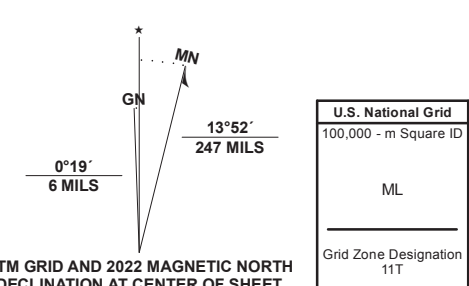 ★
MN
GN
13°52´
247 MILS
0°19´
6 MILS
TM GRID AND 2022 MAGNETIC NORTH
DECLINATION AT CENTER OF SHEET
U.S. National Grid
100,000 - m Square ID
ML
Grid Zone Designation
11T